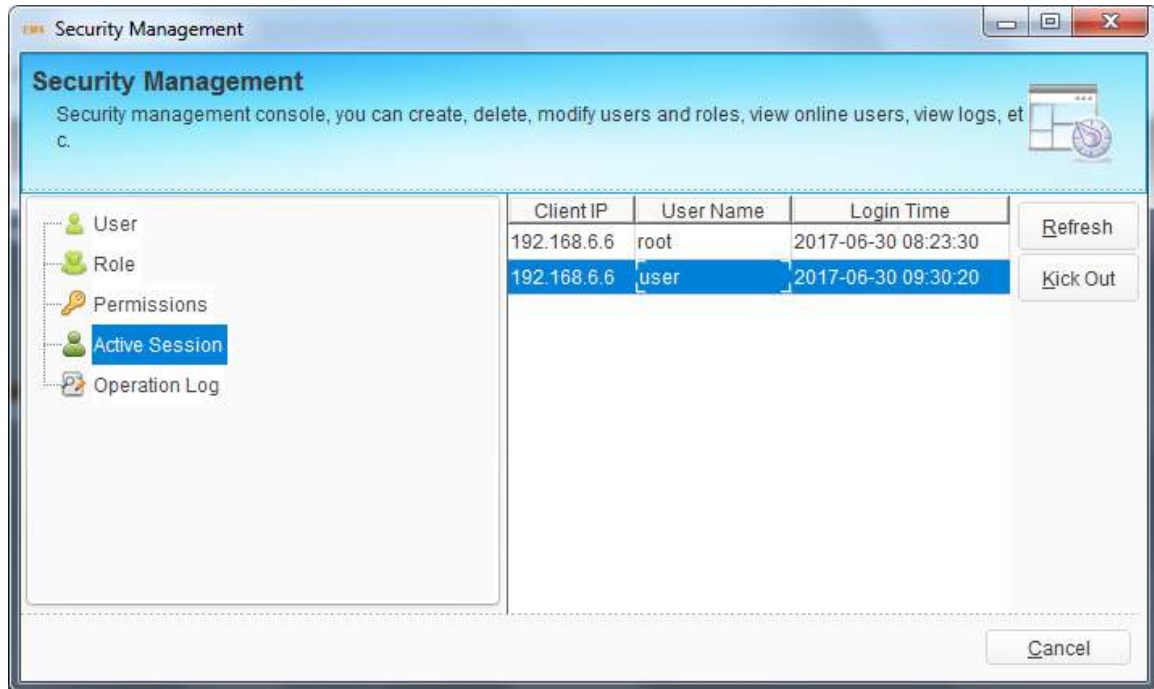 Security Management
Security Management
Security management console, you can create, delete, modify users and roles, view online users, view logs, et
c.
User
Role
Permissions
Active Session
Operation Log
Client IP User Name Login Time
192.168.6.6 root 2017-06-30 08:23:30
192.168.6.6 user 2017-06-30 09:30:20
Refresh
Kick Out
Cancel